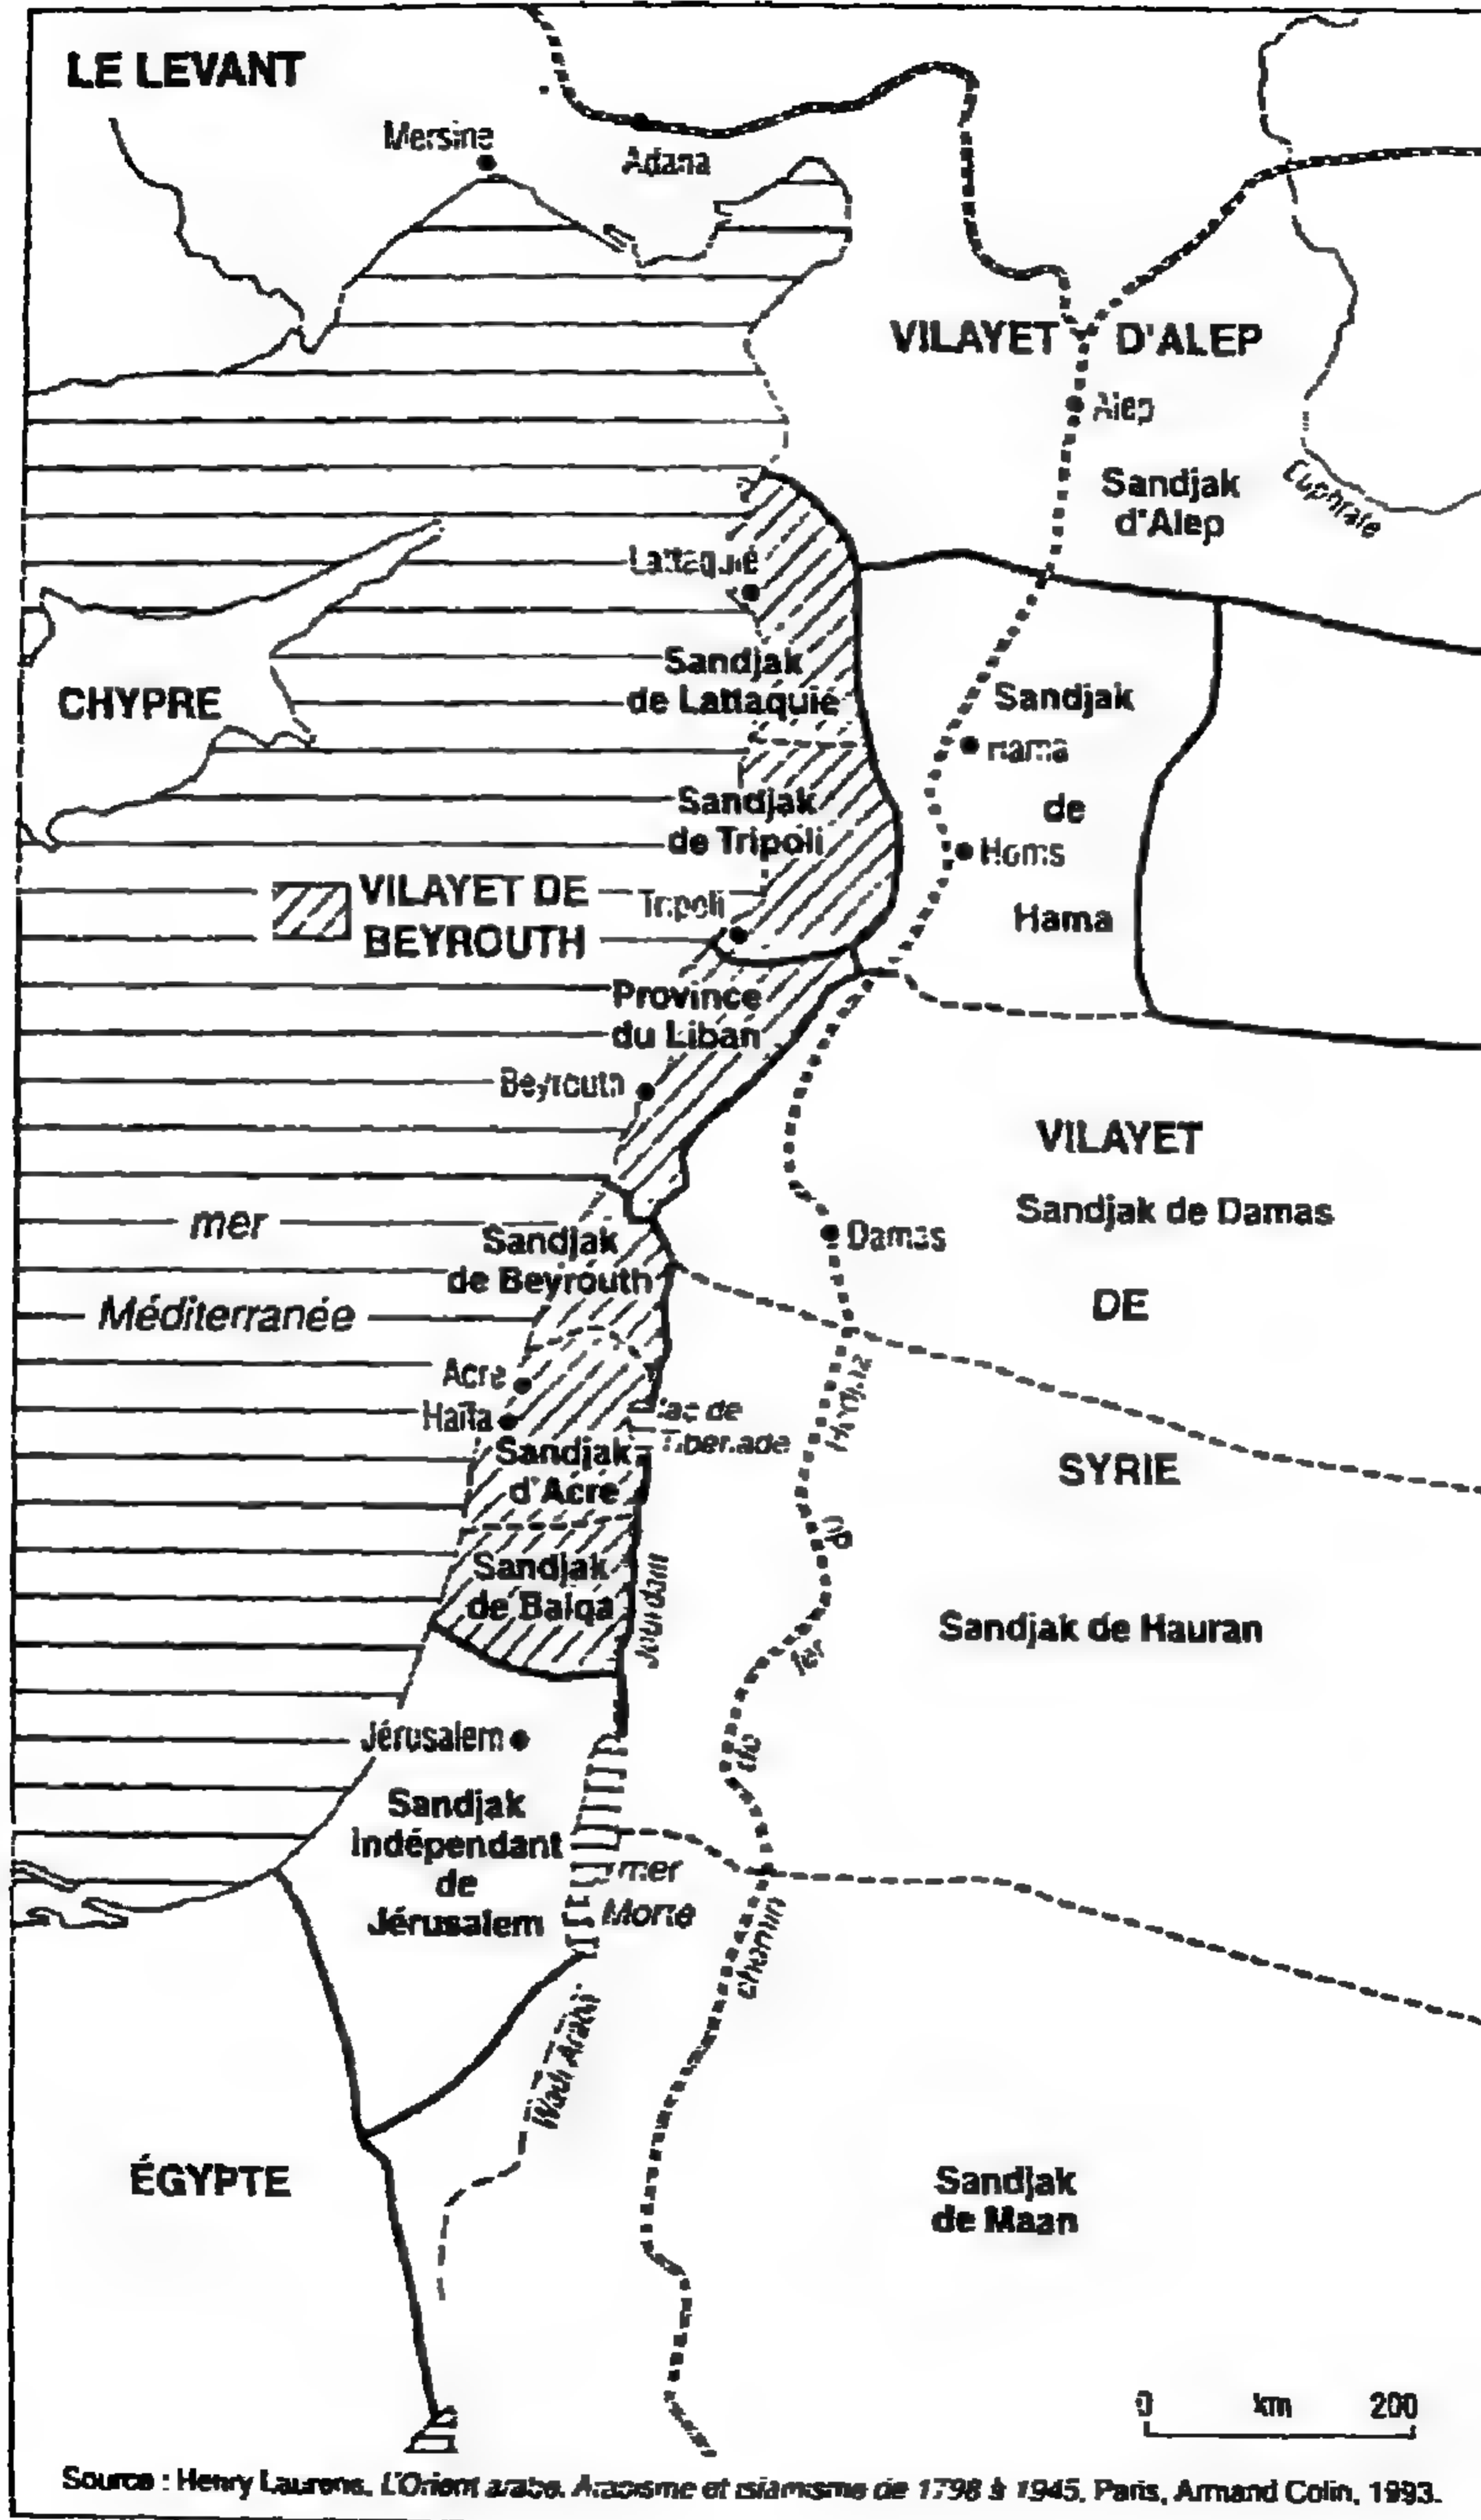 LE LEVANT
Mersine
Adana
VILAYET D'ALEP
Alep
Sandjak
d'Alep
Euphrate
Lattaquié
Sandjak
de Lattaquié
CHYPRE
Sandjak
Hama
de
Homs
Hama
Sandjak
de Tripoli
VILAYET DE
BEYROUTH
Tripoli
Province
du Liban
Beyrouth
VILAYET
Sandjak de Damas
Damas
DE
mer
Méditerranée
Sandjak
de Beyrouth
Acre
Haïfa
lac de
Tibériade
SYRIE
Sandjak
d'Acre
Sandjak
de Balqa
Jourdain
Sandjak de Hauran
chemin de fer du
Jérusalem
Sandjak
Indépendant
de
Jérusalem
mer
Morte
Wadi Araba
ÉGYPTE
Sandjak
de Maan
0 km 200
Source : Henry Laurens, L'Orient arabe. Arabisme et islamisme de 1798 à 1945, Paris, Armand Colin, 1993.